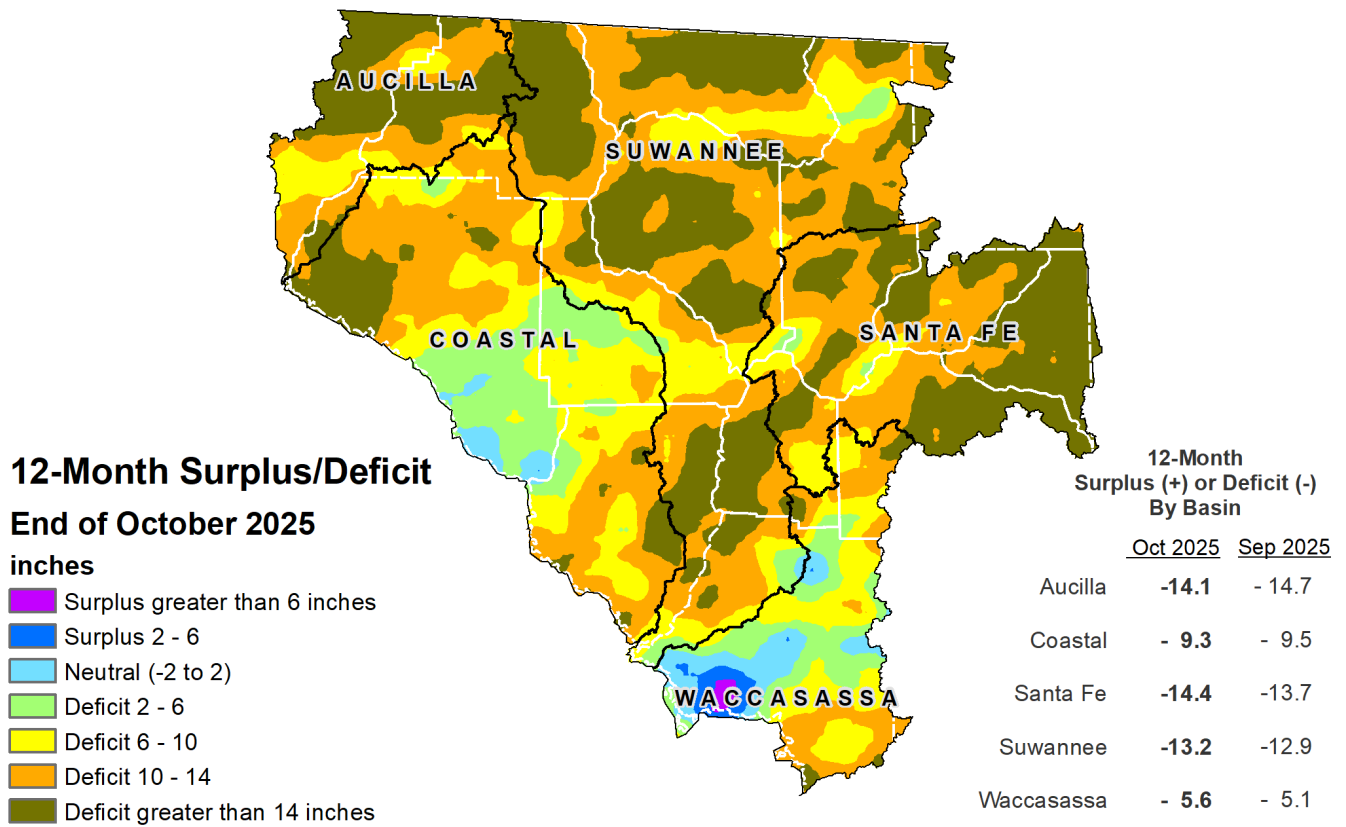 AUCILLA
SUWANNEE
SANTA FE
COASTAL
WACCASASSA
12-Month Surplus/Deficit
End of October 2025
inches
Surplus greater than 6 inches
Surplus 2 - 6
Neutral (-2 to 2)
Deficit 2 - 6
Deficit 6 - 10
Deficit 10 - 14
Deficit greater than 14 inches
12-Month
Surplus (+) or Deficit (-)
By Basin
Oct 2025 Sep 2025
Aucilla -14.1 - 14.7
Coastal - 9.3 - 9.5
Santa Fe -14.4 -13.7
Suwannee -13.2 -12.9
Waccasassa - 5.6 - 5.1